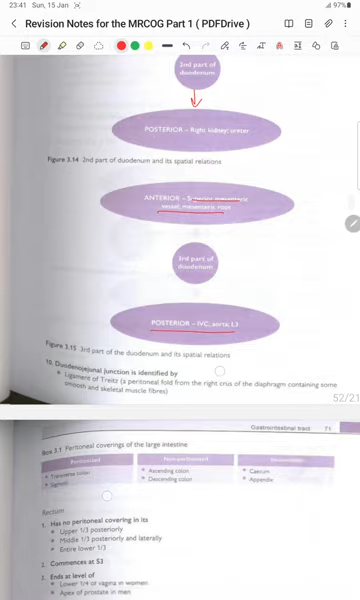 23:41 Sun, 15 Jan
97%
Revision Notes for the MRCOG Part 1 ( PDFDrive )
2nd part of
duodenum
POSTERIOR – Right kidney; ureter
Figure 3.14 2nd part of duodenum and its spatial relations
ANTERIOR – Superior mesenteric
vessel; mesenteric root
3rd part of
duodenum
POSTERIOR – IVC; aorta; L3
Figure 3.15 3rd part of the duodenum and its spatial relations
10. Duodenojejunal junction is identified by
Ligament of Treitz (a peritoneal fold from the right crus of the diaphragm containing some
smooth and skeletal muscle fibres)
52/21
Gastrointestinal tract 71
Box 3.1 Peritoneal coverings of the large intestine
Transverse colon
Sigmoid
Ascending colon
Descending colon
Caecum
Appendix
Rectum
1. Has no peritoneal covering in its
Upper 1/3 posteriorly
Middle 1/3 posteriorly and laterally
Entire lower 1/3
2. Commences at S3
3. Ends at level of
Lower 1/4 of vagina in women
Apex of prostate in men